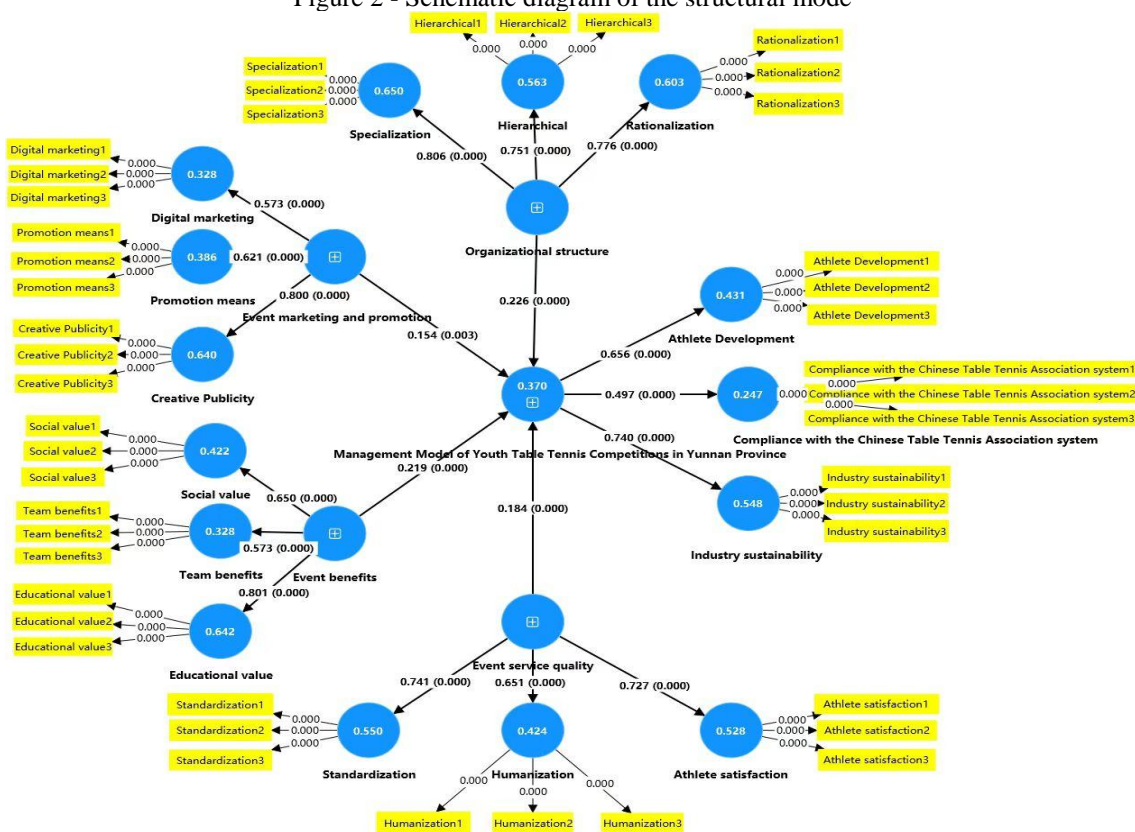 Figure 2 - Schematic diagram of the structural mode
Hierarchical1
Hierarchical2
Hierarchical3
0.000
0.000
0.000
0.563
Hierarchical
Specialization1
Specialization2
Specialization3
0.000
0.000
0.000
0.650
Specialization
Rationalization1
Rationalization2
Rationalization3
0.000
0.000
0.000
0.603
Rationalization
0.806 (0.000)
0.751 (0.000)
0.776 (0.000)
Organizational structure
0.226 (0.000)
Digital marketing1
Digital marketing2
Digital marketing3
0.000
0.000
0.000
0.328
Digital marketing
0.573 (0.000)
Promotion means1
Promotion means2
Promotion means3
0.000
0.000
0.000
0.386
Promotion means
0.621 (0.000)
Creative Publicity1
Creative Publicity2
Creative Publicity3
0.000
0.000
0.000
0.640
Creative Publicity
0.800 (0.000)
Event marketing and promotion
0.154 (0.003)
Athlete Development1
Athlete Development2
Athlete Development3
0.000
0.000
0.000
0.431
Athlete Development
0.656 (0.000)
0.370
Management Model of Youth Table Tennis Competitions in Yunnan Province
0.497 (0.000)
0.247
0.000
0.000
0.000
Compliance with the Chinese Table Tennis Association system1
Compliance with the Chinese Table Tennis Association system2
Compliance with the Chinese Table Tennis Association system3
Compliance with the Chinese Table Tennis Association system
0.740 (0.000)
0.548
Industry sustainability1
Industry sustainability2
Industry sustainability3
0.000
0.000
0.000
Industry sustainability
Social value1
Social value2
Social value3
0.000
0.000
0.000
0.422
Social value
0.650 (0.000)
Team benefits1
Team benefits2
Team benefits3
0.000
0.000
0.000
0.328
Team benefits
0.573 (0.000)
Educational value1
Educational value2
Educational value3
0.000
0.000
0.000
0.642
Educational value
0.801 (0.000)
Event benefits
0.219 (0.000)
0.184 (0.000)
Event service quality
0.741 (0.000)
0.651 (0.000)
0.727 (0.000)
Standardization1
Standardization2
Standardization3
0.000
0.000
0.000
0.550
Standardization
0.424
Humanization
0.000
0.000
0.000
Humanization1
Humanization2
Humanization3
0.528
Athlete satisfaction
0.000
0.000
0.000
Athlete satisfaction1
Athlete satisfaction2
Athlete satisfaction3